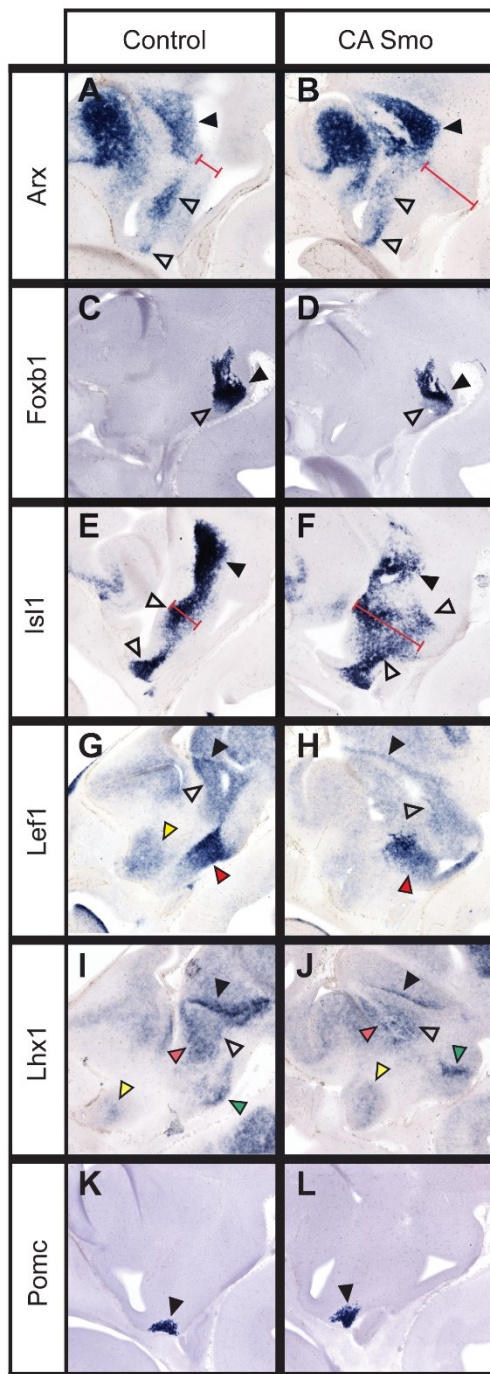 Control CA Smo
Arx A B
Foxb1 C D
Isl1 E F
Lef1 G H
Lhx1 I J
Pomc K L